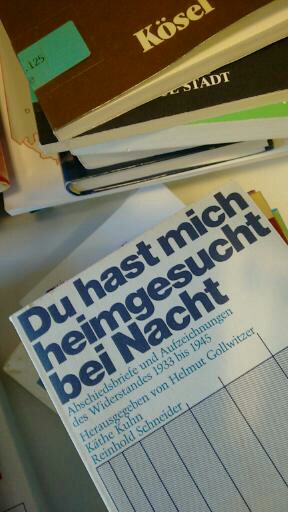 Kösel
.125
STADT
Du hast mich
heimgesucht
bei Nacht
Abschiedsbriefe und Aufzeichnungen
des Widerstandes 1933 bis 1945
Herausgegeben von Helmut Gollwitzer
Käthe Kuhn
Reinhold Schneider